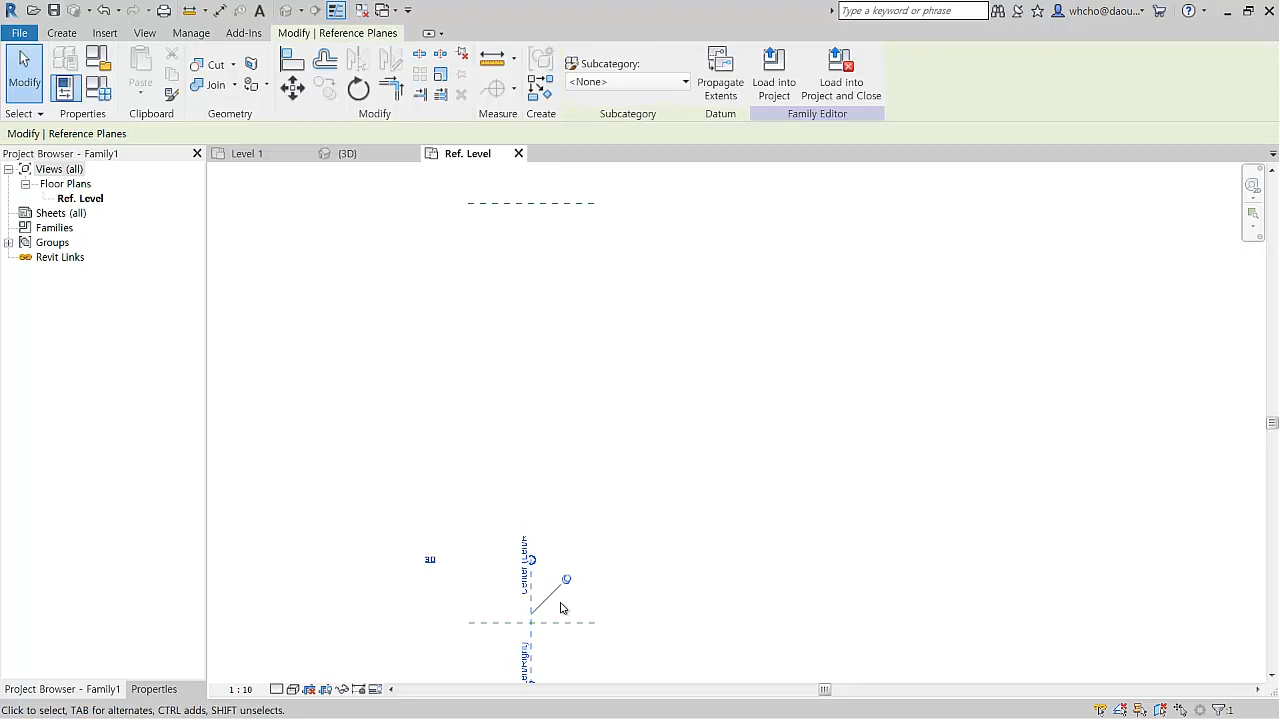 Type a keyword or phrase
whcho@daou...
File Create Insert View Manage Add-Ins Modify | Reference Planes
Modify
Paste
Cut
Join
Subcategory:
<None>
Propagate Extents
Load into Project
Load into Project and Close
Select Properties Clipboard Geometry Modify Measure Create Subcategory Datum Family Editor
Modify | Reference Planes
Project Browser - Family1
Level 1
{3D}
Ref. Level
Views (all)
Floor Plans
Ref. Level
Sheets (all)
Families
Groups
Revit Links
3D
Project Browser - Family1 Properties
1 : 10
Click to select, TAB for alternates, CTRL adds, SHIFT unselects.
:1